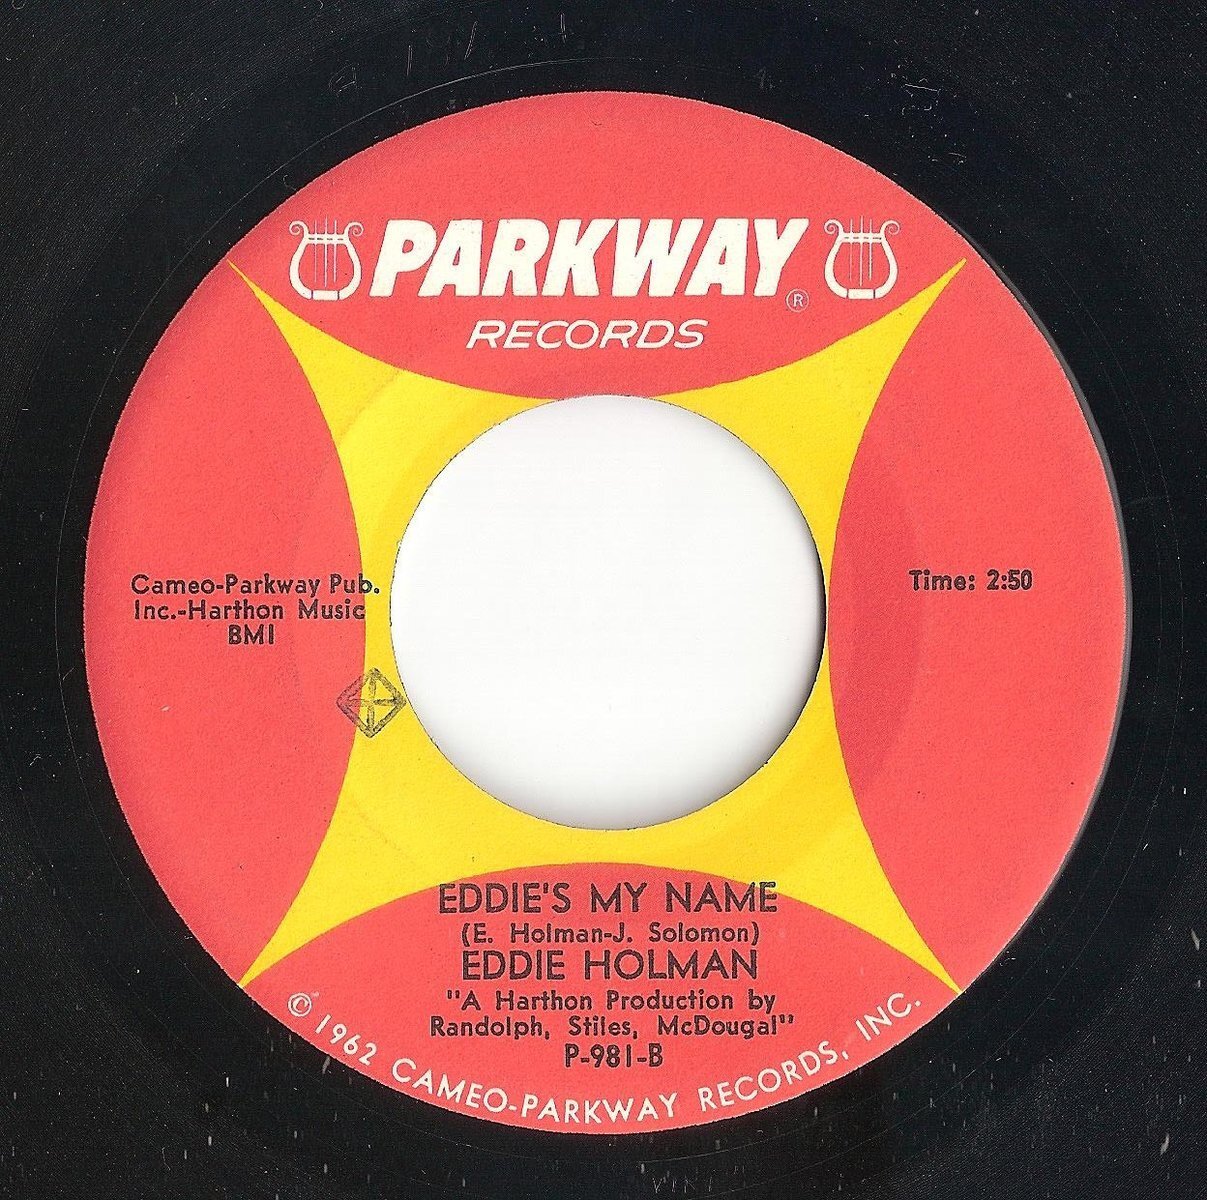 PARKWAY ®
RECORDS
Cameo-Parkway Pub.
Inc.-Harthon Music
BMI
Time: 2:50
EDDIE'S MY NAME
(E. Holman-J. Solomon)
EDDIE HOLMAN
"A Harthon Production by
Randolph, Stiles, McDougal"
P-981-B
© 1962 CAMEO-PARKWAY RECORDS, INC.